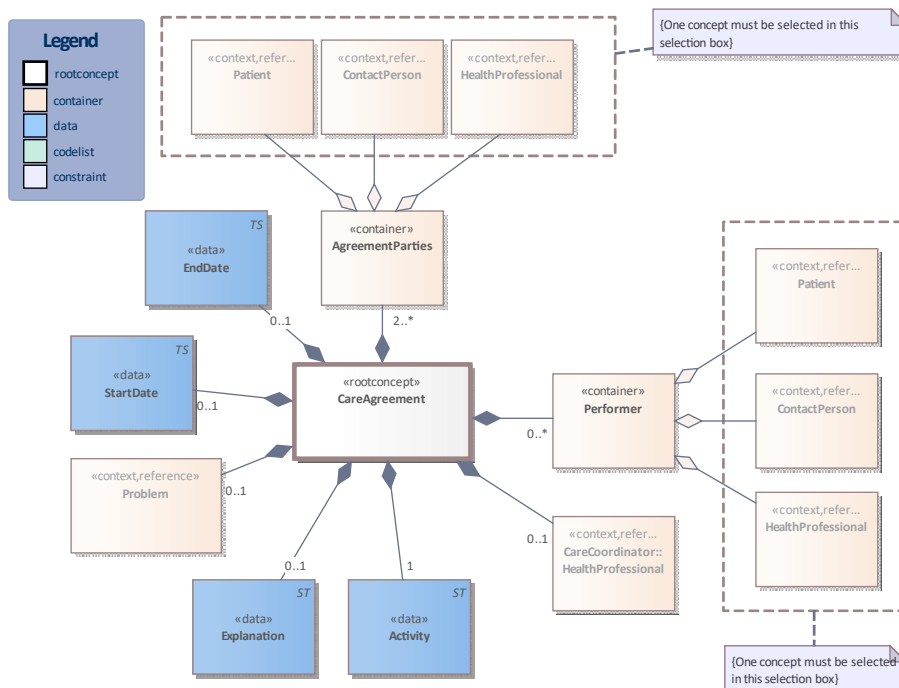 Legend
rootconcept
container
data
codelist
constraint
«context,refer...
Patient
«context,refer...
ContactPerson
«context,refer...
HealthProfessional
{One concept must be selected in this
selection box}
TS
«data»
EndDate
0..1
«container»
AgreementParties
2..*
TS
«data»
StartDate
0..1
«rootconcept»
CareAgreement
«container»
Performer
0..*
«context,refer...
Patient
«context,refer...
ContactPerson
«context,refer...
HealthProfessional
«context,reference»
Problem
0..1
«context,refer...
CareCoordinator::
HealthProfessional
0..1
0..1
ST
«data»
Explanation
1
ST
«data»
Activity
{One concept must be selected
in this selection box}